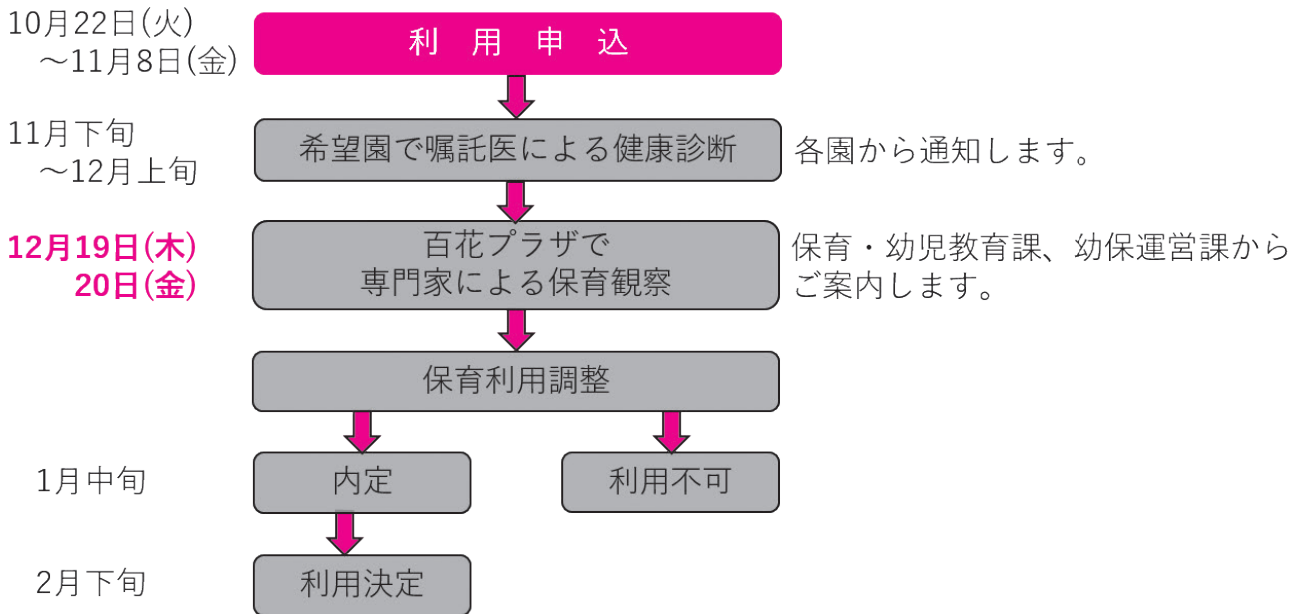 10月22日(火)
～11月8日(金)
利用申込
11月下旬
～12月上旬
希望園で嘱託医による健康診断
各園から通知します。
12月19日(木)
20日(金)
百花プラザで
専門家による保育観察
保育・幼児教育課、幼保運営課から
ご案内します。
保育利用調整
1月中旬
内定
利用不可
2月下旬
利用決定